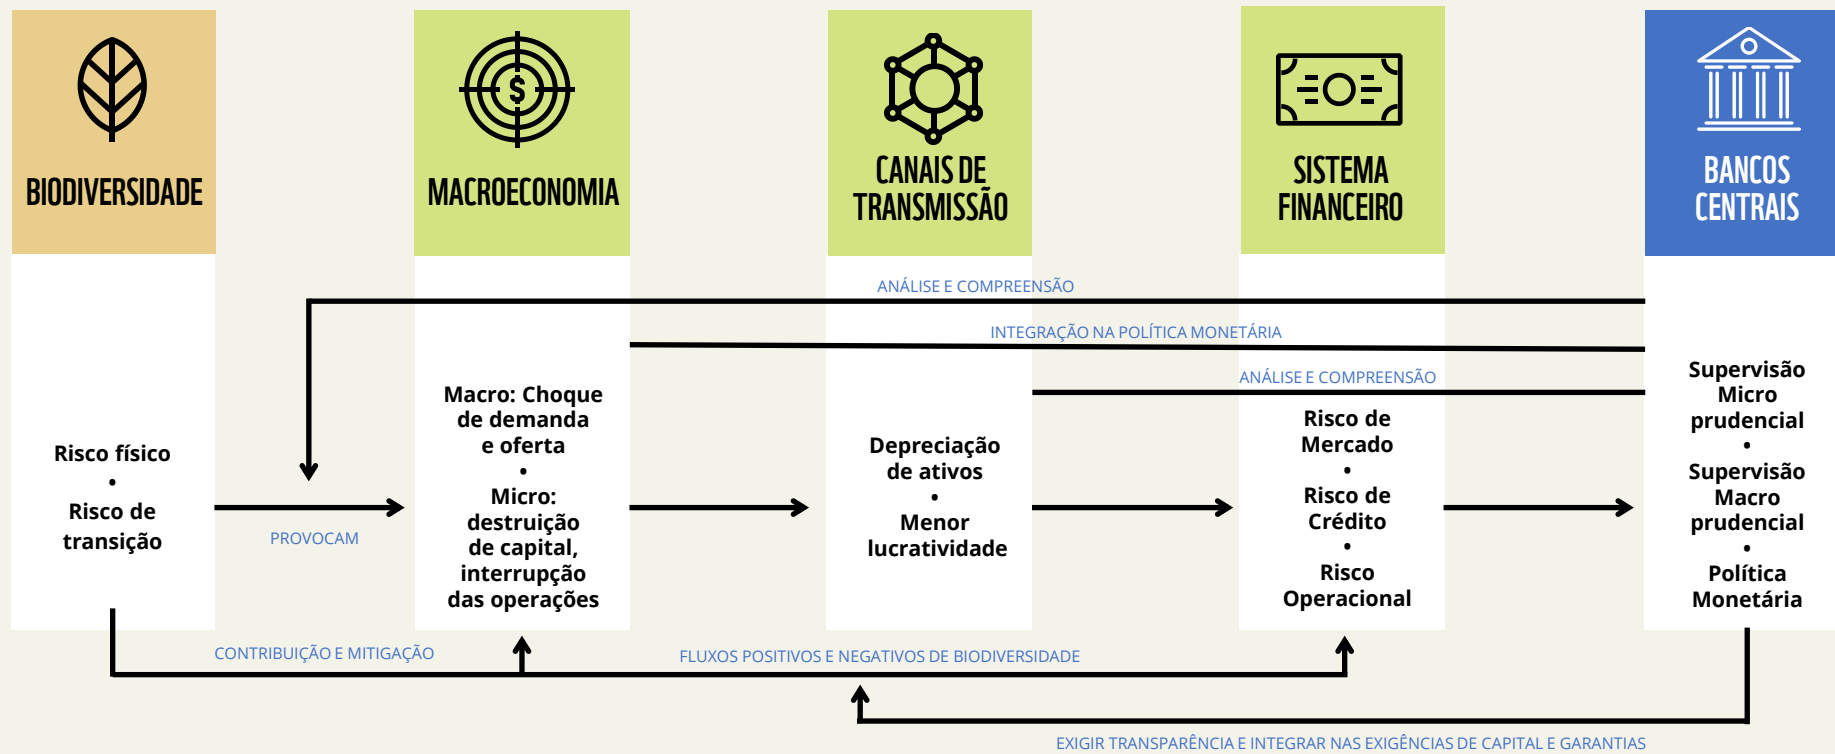 BIODIVERSIDADE
MACROECONOMIA
CANAIS DE
TRANSMISSÃO
SISTEMA
FINANCEIRO
BANCOS
CENTRAIS
$
ANÁLISE E COMPREENSÃO
INTEGRAÇÃO NA POLÍTICA MONETÁRIA
ANÁLISE E COMPREENSÃO
Risco físico
•
Risco de
transição
PROVOCAM
Macro: Choque
de demanda
e oferta
•
Micro:
destruição
de capital,
interrupção
das operações
Depreciação
de ativos
•
Menor
lucratividade
Risco de
Mercado
•
Risco de
Crédito
•
Risco
Operacional
Supervisão
Micro
prudencial
•
Supervisão
Macro
prudencial
•
Política
Monetária
CONTRIBUIÇÃO E MITIGAÇÃO
FLUXOS POSITIVOS E NEGATIVOS DE BIODIVERSIDADE
EXIGIR TRANSPARÊNCIA E INTEGRAR NAS EXIGÊNCIAS DE CAPITAL E GARANTIAS